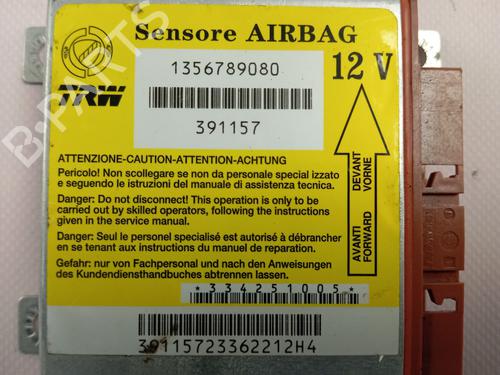 Sensore AIRBAG
1356789080
12 V
TRW
391157
ATTENZIONE-CAUTION-ATTENTION-ACHTUNG
Pericolo! Non scollegare se non da personale special izzato
e seguendo le istruzioni del manuale di assistenza tecnica.
Danger: Do not disconnect! This operation is only to be
carried out by skilled operators, following the instructions
given in the service manual.
Danger: Seul le personel spécialisé est autorisé à débrancher
en se tenant aux instructions du manuel de reparation.
Gefahr: nur von Fachpersonal und nach den Anweisungen
des Kundendiensthandbuches abtrennen lassen.
AVANTI DEVANT
FORWARD VORNE
*334251005*
39115723362212H4
B-PARTS